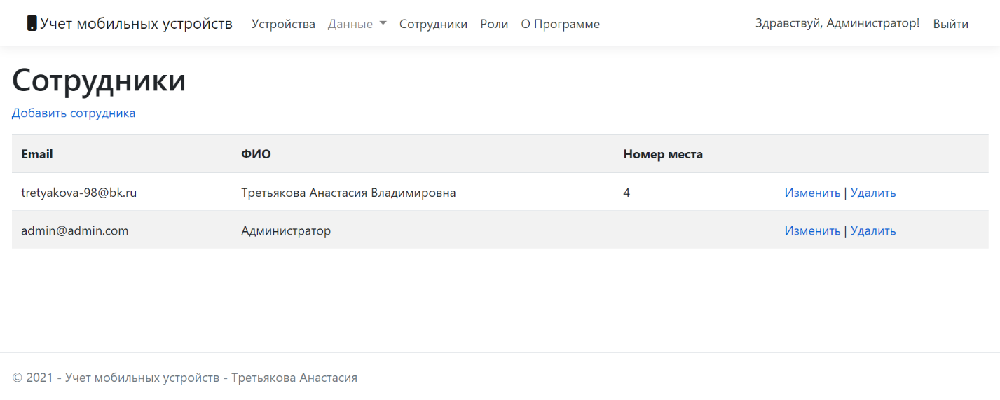 Учет мобильных устройств Устройства Данные Сотрудники Роли О Программе Здравствуй, Администратор! Выйти
Сотрудники
Добавить сотрудника
Email ФИО Номер места
tretyakova-98@bk.ru Третьякова Анастасия Владимировна 4 Изменить | Удалить
admin@admin.com Администратор Изменить | Удалить
© 2021 - Учет мобильных устройств - Третьякова Анастасия